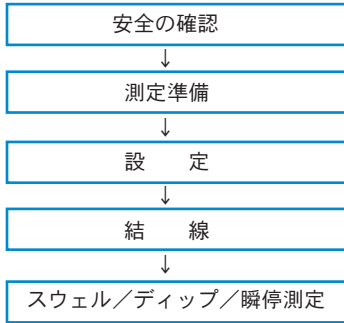 安全の確認
↓
測定準備
↓
設　　定
↓
結　　線
↓
スウェル／ディップ／瞬停測定